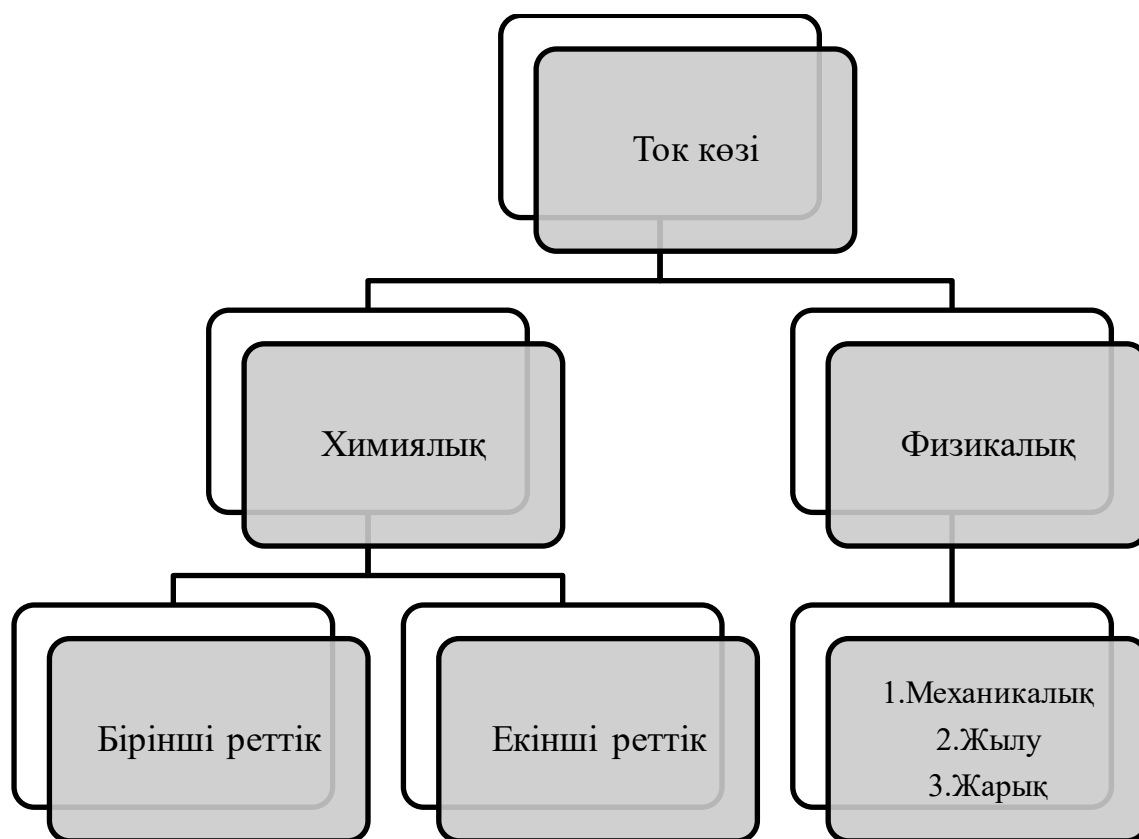 Ток көзі
Химиялық
Физикалық
Бірінші реттік
Екінші реттік
1.Механикалық
2.Жылу
3.Жарық